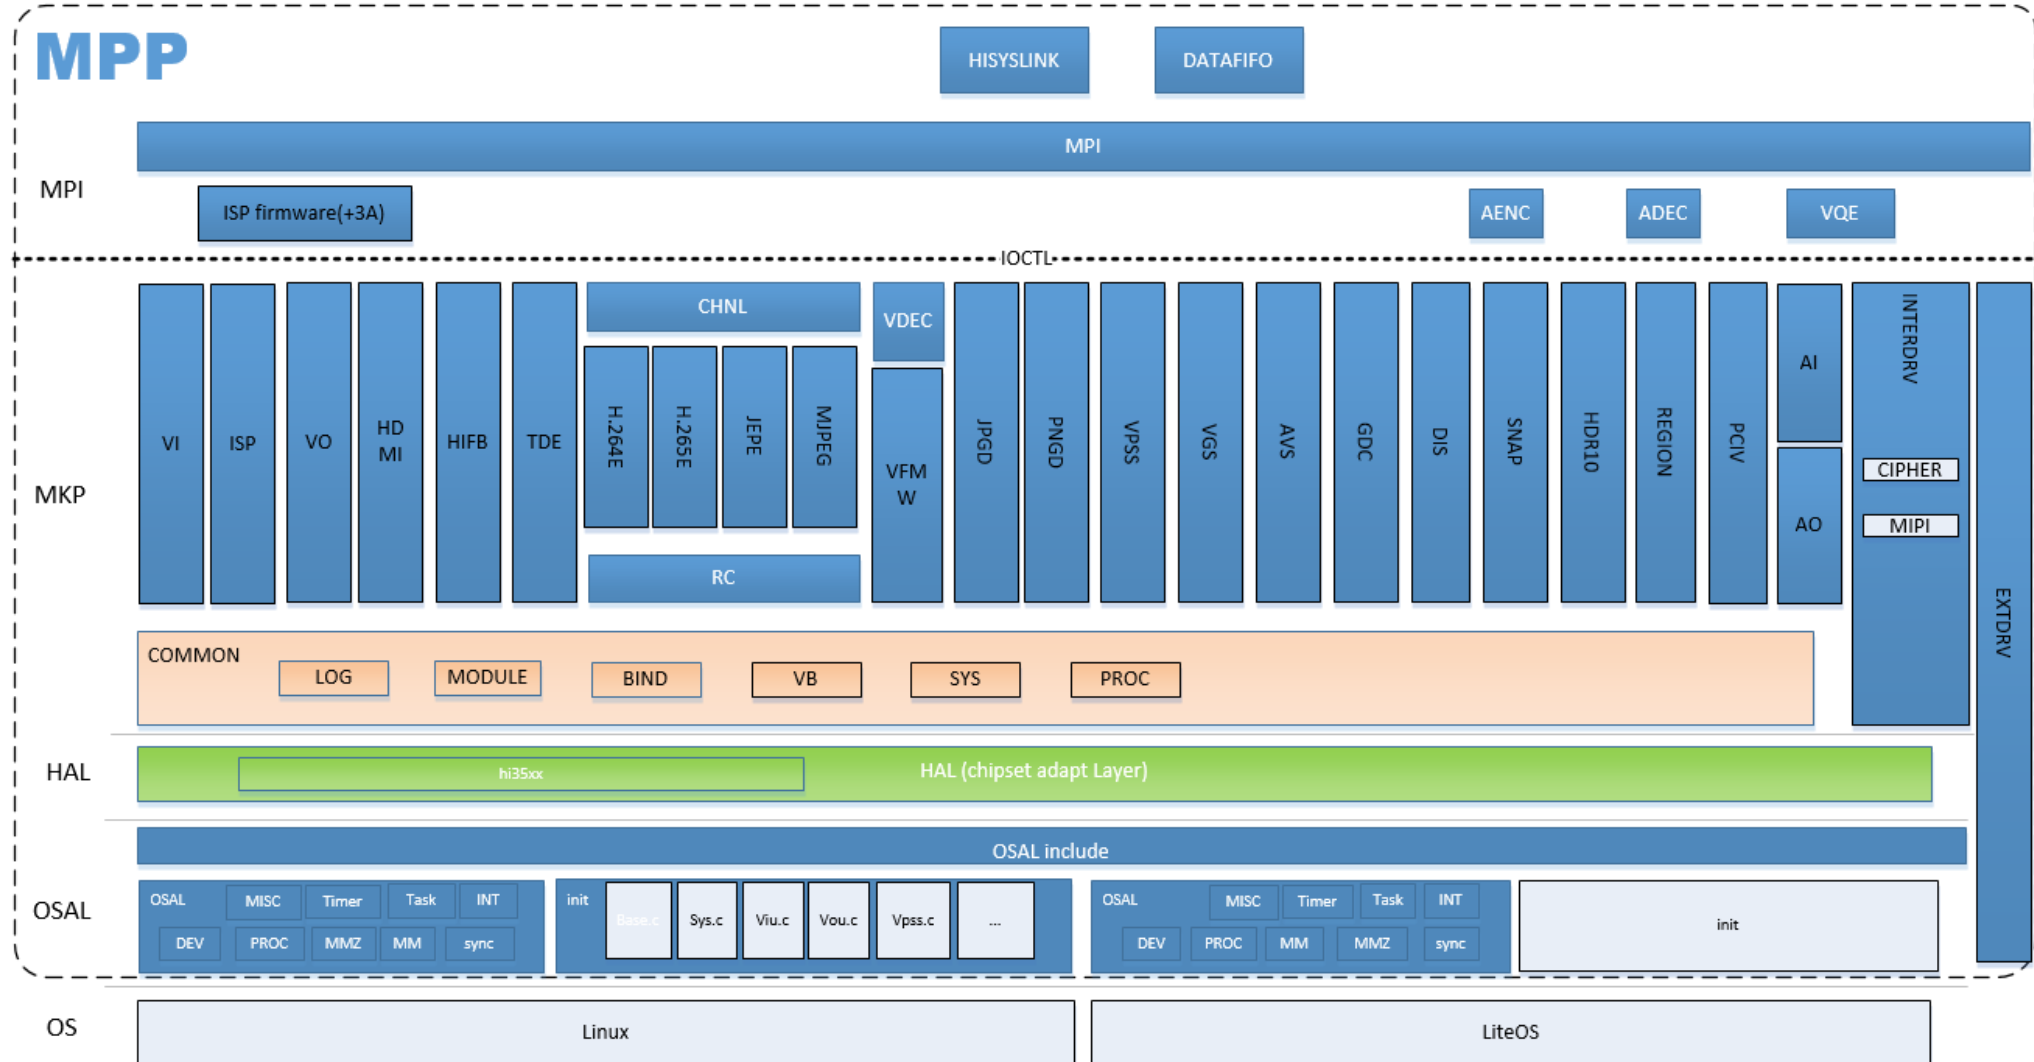 MPP
HISYSLINK
DATAFIFO
MPI
MPI
ISP firmware(+3A)
AENC
ADEC
VQE
IOCTL
MKP
VI
ISP
VO
HD
MI
HIFB
TDE
CHNL
H.264E
H.265E
JEPE
MJPEG
RC
VDEC
VFM
W
JPGD
PNGD
VPSS
VGS
AVS
GDC
DIS
SNAP
HDR10
REGION
PCIV
AI
AO
INTERDRV
CIPHER
MIPI
EXTDRV
COMMON
LOG
MODULE
BIND
VB
SYS
PROC
HAL
hi35xx
HAL (chipset adapt Layer)
OSAL include
OSAL
OSAL
MISC
Timer
Task
INT
DEV
PROC
MMZ
MM
sync
init
Base.c
Sys.c
Viu.c
Vou.c
Vpss.c
...
OSAL
MISC
Timer
Task
INT
DEV
PROC
MM
MMZ
sync
init
OS
Linux
LiteOS